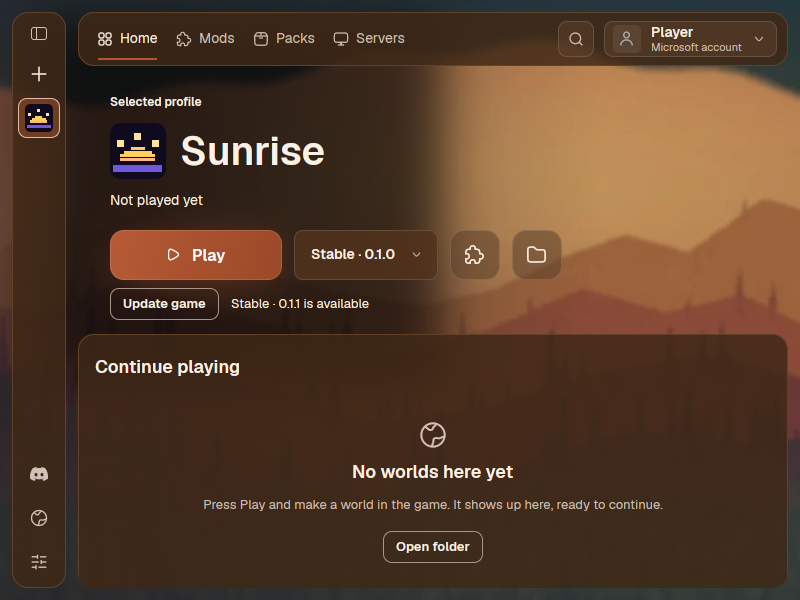 Home
Mods
Packs
Servers
Player
Microsoft account
Selected profile
Sunrise
Not played yet
Play
Stable · 0.1.0
Update game
Stable · 0.1.1 is available
Continue playing
No worlds here yet
Press Play and make a world in the game. It shows up here, ready to continue.
Open folder